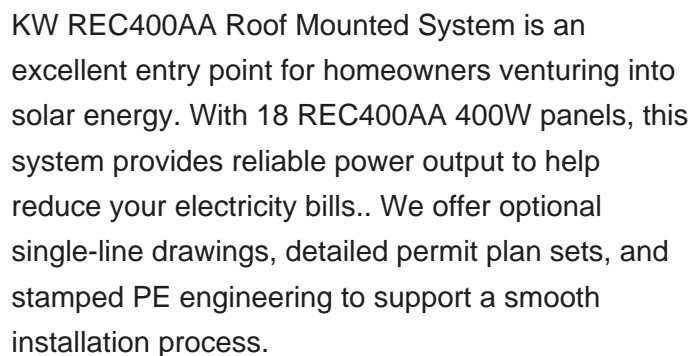 KW REC400AA Roof Mounted System is an
excellent entry point for homeowners venturing into
solar energy. With 18 REC400AA 400W panels, this
system provides reliable power output to help
reduce your electricity bills.. We offer optional
single-line drawings, detailed permit plan sets, and
stamped PE engineering to support a smooth
installation process.